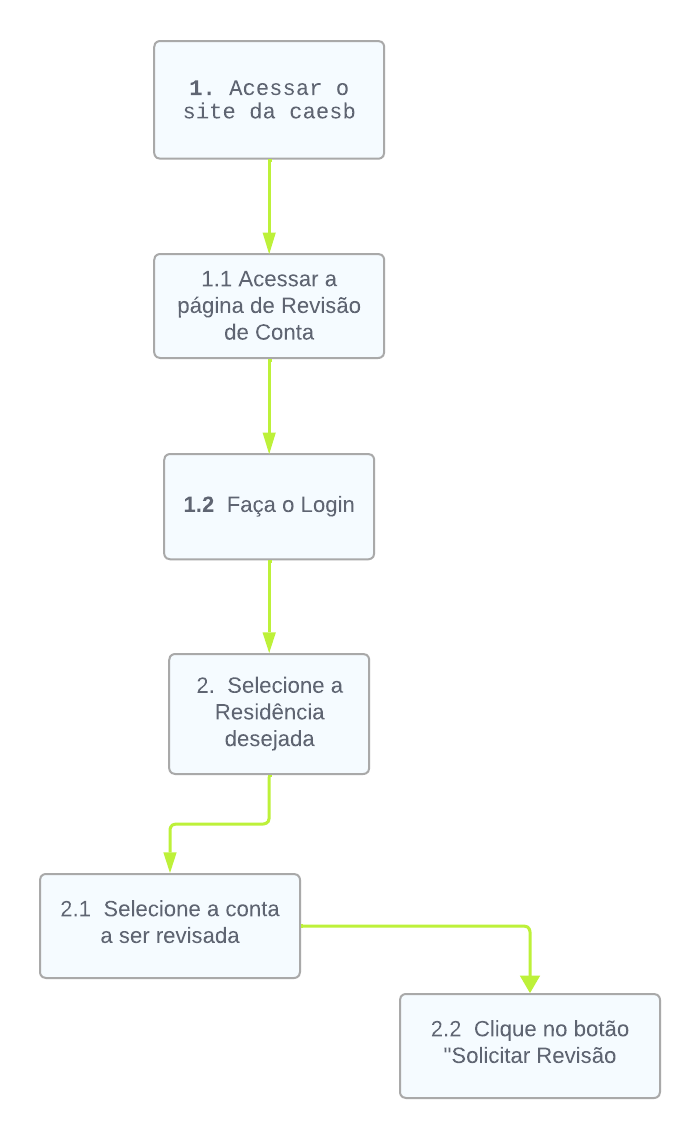 1. Acessar o
site da caesb
1.1 Acessar a
página de Revisão
de Conta
1.2 Faça o Login
2. Selecione a
Residência
desejada
2.1 Selecione a conta
a ser revisada
2.2 Clique no botão
"Solicitar Revisão